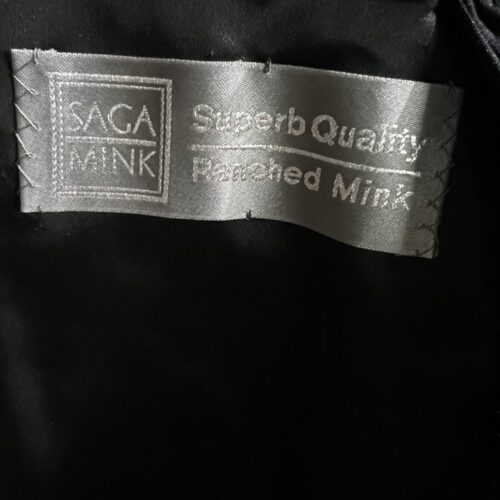 SAGA
MINK
Superb Quality
Ranched Mink